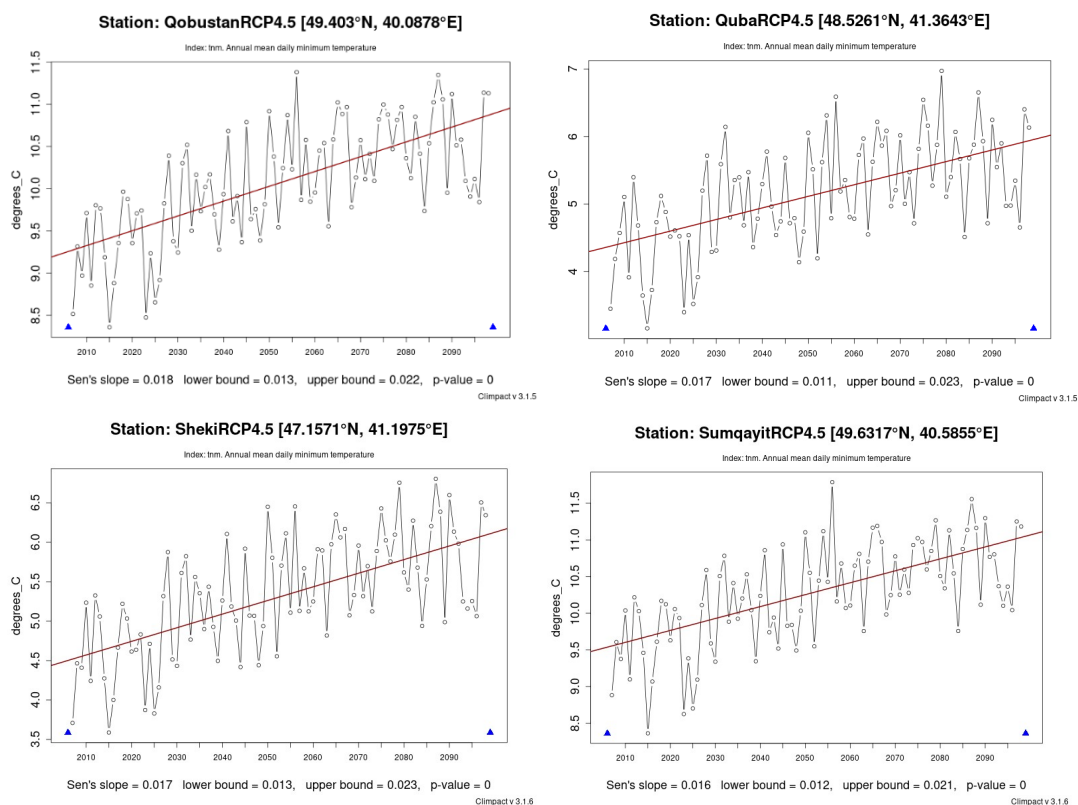 Station: QobustanRCP4.5 [49.403°N, 40.0878°E]
Index: tnm. Annual mean daily minimum temperature
degrees_C
11.5
11.0
10.5
10.0
9.5
9.0
8.5
2010 2020 2030 2040 2050 2060 2070 2080 2090
Sen's slope = 0.018 lower bound = 0.013, upper bound = 0.022, p-value = 0
Climpact v 3.1.5
Station: QubaRCP4.5 [48.5261°N, 41.3643°E]
Index: tnm. Annual mean daily minimum temperature
degrees_C
7
6
5
4
2010 2020 2030 2040 2050 2060 2070 2080 2090
Sen's slope = 0.017 lower bound = 0.011, upper bound = 0.023, p-value = 0
Climpact v 3.1.5
Station: ShekiRCP4.5 [47.1571°N, 41.1975°E]
Index: tnm. Annual mean daily minimum temperature
degrees_C
6.5
6.0
5.5
5.0
4.5
4.0
3.5
2010 2020 2030 2040 2050 2060 2070 2080 2090
Sen's slope = 0.017 lower bound = 0.013, upper bound = 0.023, p-value = 0
Climpact v 3.1.6
Station: SumqayitRCP4.5 [49.6317°N, 40.5855°E]
Index: tnm. Annual mean daily minimum temperature
degrees_C
11.5
11.0
10.5
10.0
9.5
9.0
8.5
2010 2020 2030 2040 2050 2060 2070 2080 2090
Sen's slope = 0.016 lower bound = 0.012, upper bound = 0.021, p-value = 0
Climpact v 3.1.6